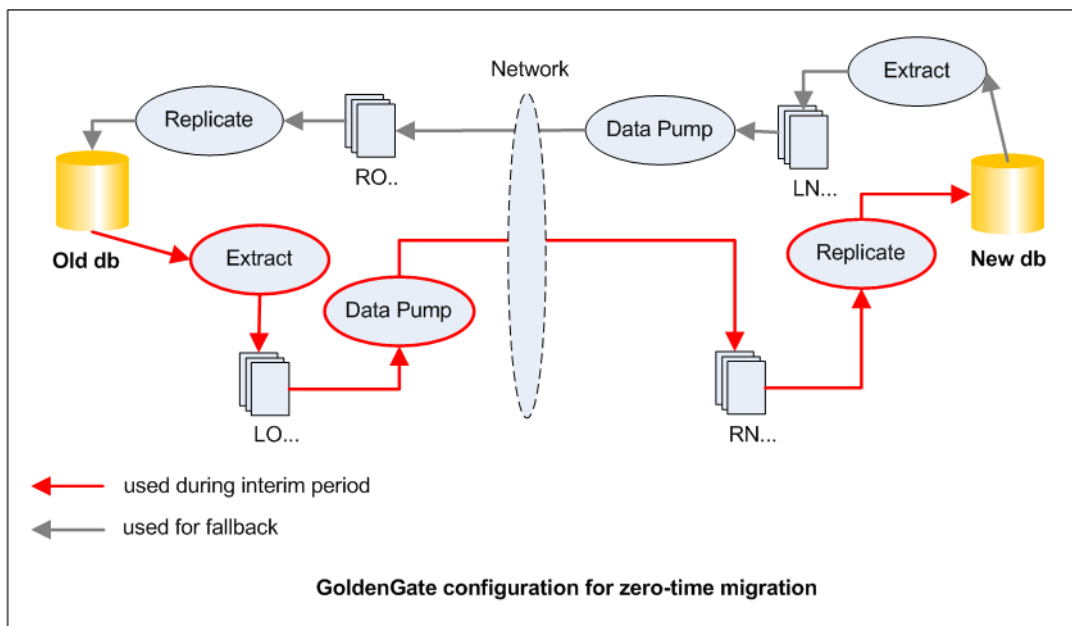 Network
Extract
Replicate
Data Pump
RO..
LN...
Old db
Extract
Replicate
New db
Data Pump
LO...
RN...
used during interim period
used for fallback
GoldenGate configuration for zero-time migration